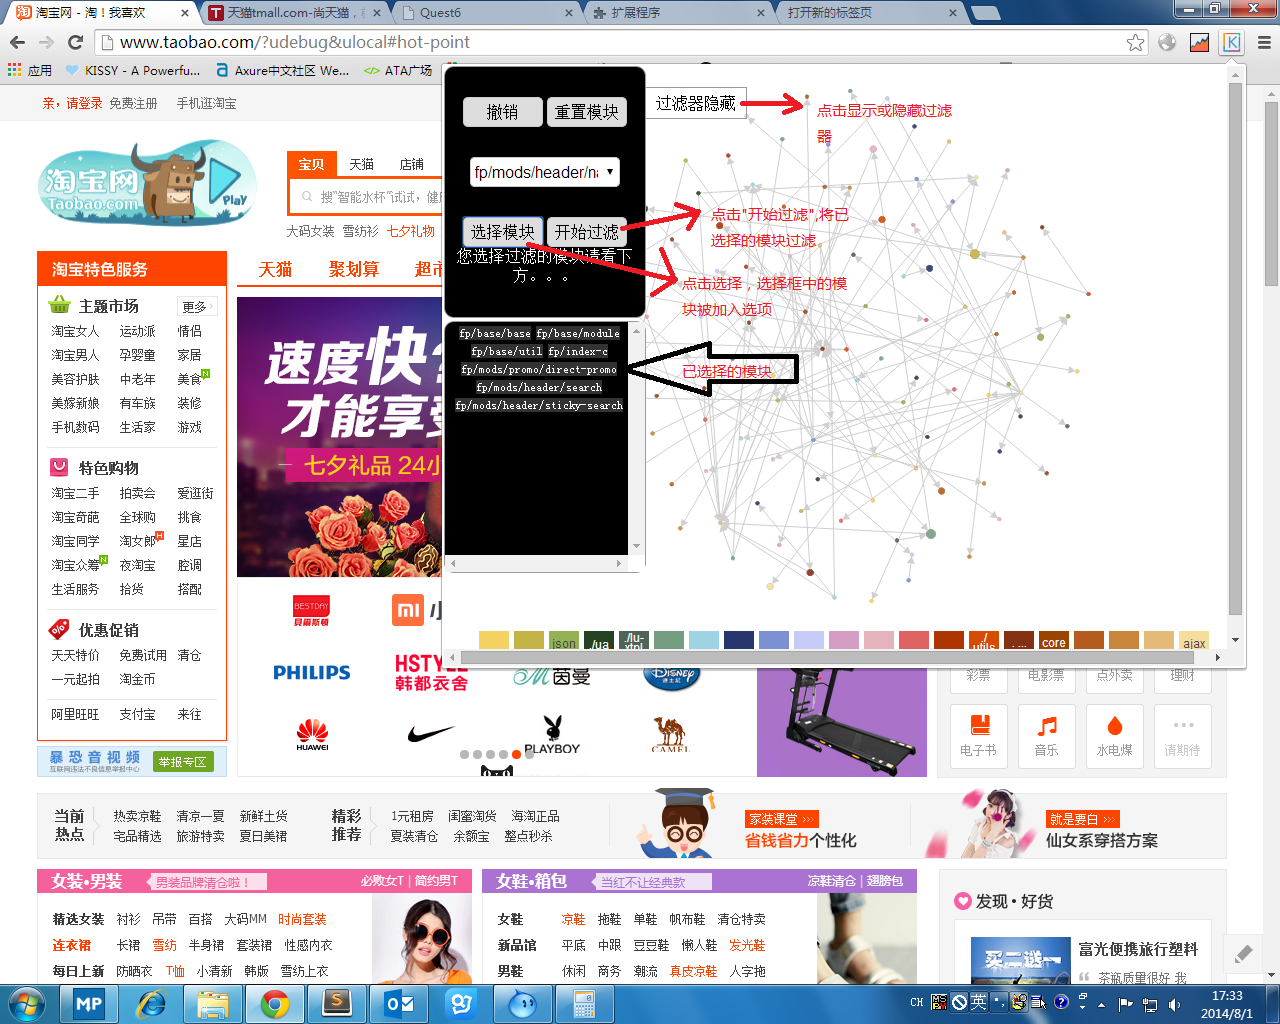 淘宝网 - 淘！我喜欢
天猫tmall.com-尚天猫，
Quest6
扩展程序
打开新的标签页
www.taobao.com/?udebug&ulocal#hot-point
应用
KISSY - A Powerfu...
Axure中文社区 We...
ATA广场
亲，请登录 免费注册 手机逛淘宝
淘宝网
Taobao.com
Play
宝贝 天猫 店铺
搜"智能水杯"试试，健
大码女装 雪纺衫 七夕礼物
天猫 聚划算 超
撤销 重置模块
fp/mods/header/na
选择模块 开始过滤
您选择过滤的模块请看下
方。。。
fp/base/base fp/base/module
fp/base/util fp/index-c
fp/mods/promo/direct-promo
fp/mods/header/search
fp/mods/header/sticky-search
过滤器隐藏
点击显示或隐藏过滤
器
点击"开始过滤",将已
选择的模块过滤
点击选择，选择框中的模
块被加入选项
已选择的模块
json
./ua
./lu-
xtpl
./
utils
core
ajax
淘宝特色服务
主题市场 更多
淘宝女人 运动派 情侣
淘宝男人 孕婴童 家居
美容护肤 中老年 美食 N
美嫁新娘 有车族 装修
手机数码 生活家 游戏
特色购物
淘宝二手 拍卖会 爱逛街
淘宝奇葩 全球购 挑食
淘宝同学 淘女郎 H 星店
淘宝众筹 N 夜淘宝 腔调
生活服务 拾货 搭配
优惠促销
天天特价 免费试用 清仓
一元起拍 淘金币
阿里旺旺 支付宝 来往
暴恐音视频
互联网违法不良信息举报中心
举报专区
速度快
才能享受
七夕礼品 24小
BESTDAY
貝爾斯頓
mi 小
PHILIPS
HSTYLE
韩都衣舍
茵曼
Disney
迪士尼
HUAWEI
PLAYBOY
CAMEL
彩票 电影票 点外卖 理财
电子书 音乐 水电煤 请期待
当前
热点
热卖凉鞋 清凉一夏 新鲜土货
宅品精选 旅游特卖 夏日美裙
精彩
推荐
1元租房 闺蜜淘货 海淘正品
夏装清仓 余额宝 整点秒杀
家装课堂 >>>
省钱省力个性化
就是要白 >>>
仙女系穿搭方案
女装·男装 男装品牌清仓啦！ 必败女T | 简约男T
精选女装 衬衫 吊带 百搭 大码MM 时尚套装
连衣裙 长裙 雪纺 半身裙 套装裙 性感内衣
每日上新 防晒衣 T恤 小清新 韩版 雪纺上衣
女鞋·箱包 当红不让经典款 凉鞋清仓 | 翅膀包
女鞋 凉鞋 拖鞋 单鞋 帆布鞋 清仓特卖
新品馆 平底 中跟 豆豆鞋 懒人鞋 发光鞋
男鞋 休闲 商务 潮流 真皮凉鞋 人字拖
发现·好货
买二送一
富光便携旅行塑料
茶瓶质里很好 我
MP
CH
英
17:33
2014/8/1